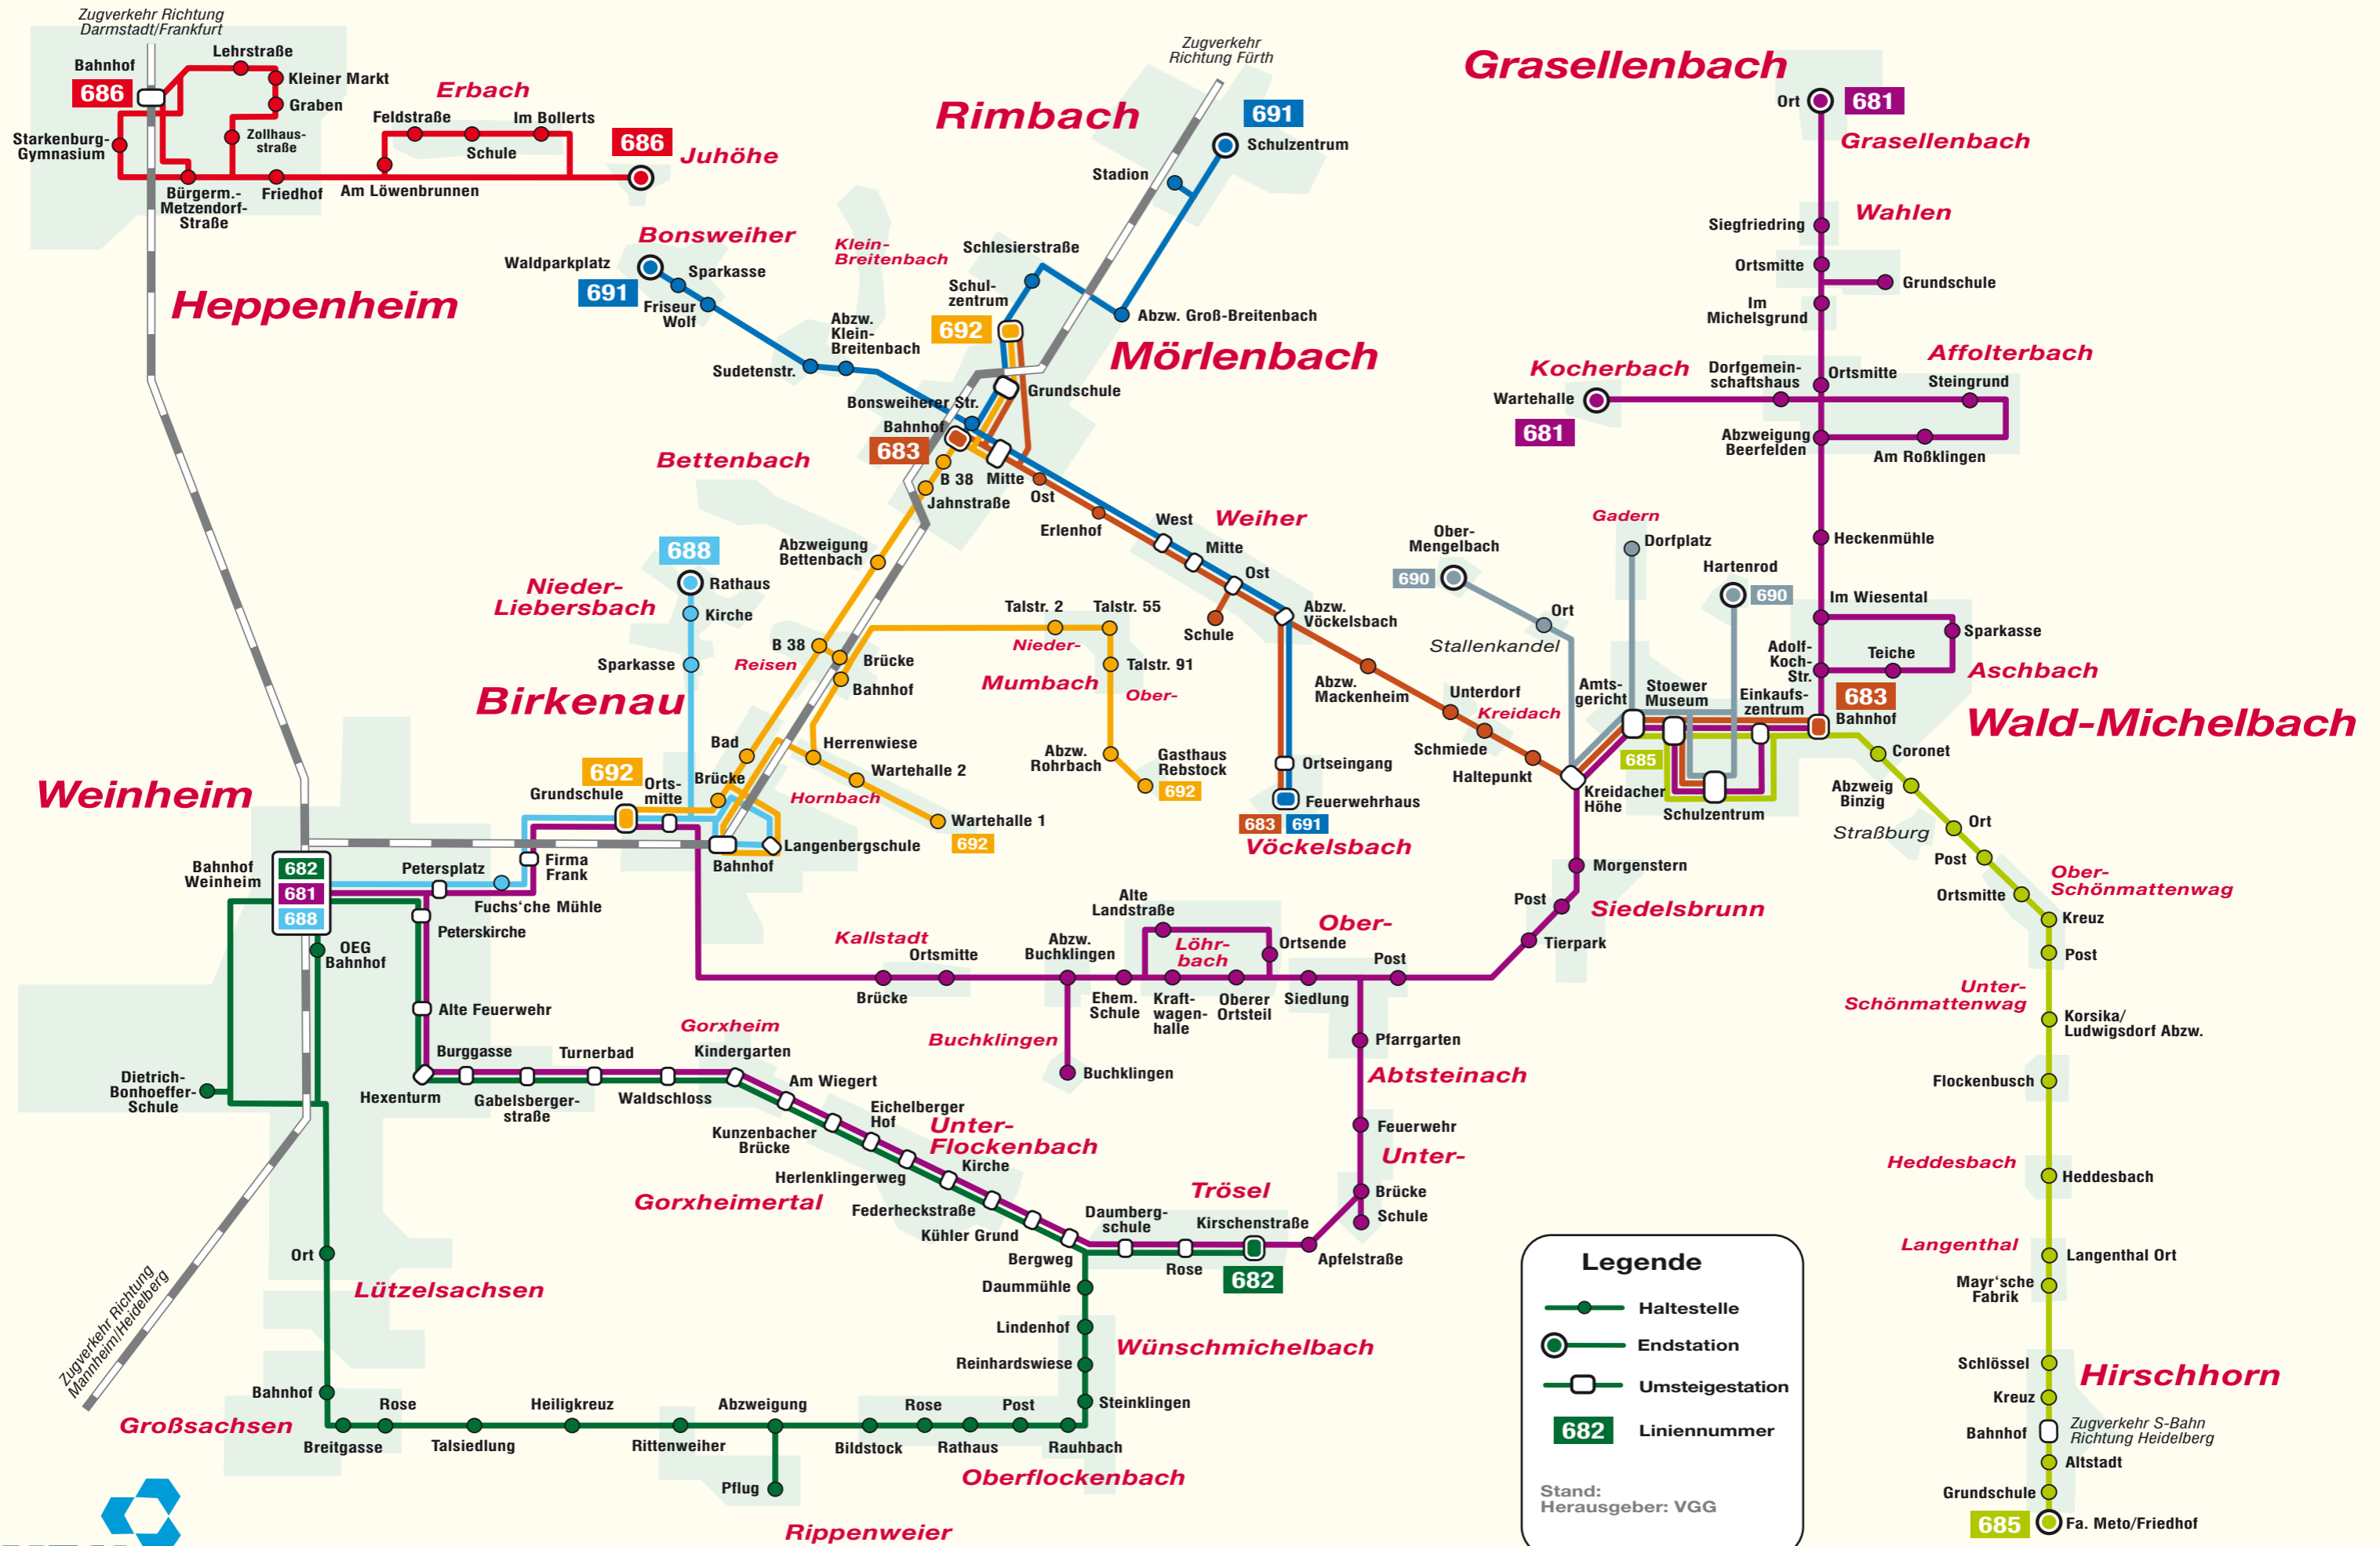 Zugverkehr Richtung
Darmstadt/Frankfurt
Bahnhof
686
Lehrstraße
Kleiner Markt
Graben
Zollhaus-
straße
Starkenburg-
Gymnasium
Bürgerm.-
Metzendorf-
Straße
Friedhof
Erbach
Feldstraße
Im Bollerts
Schule
Am Löwenbrunnen
686
Juhöhe
Heppenheim
Zugverkehr
Richtung Fürth
Rimbach
691
Schulzentrum
Stadion
Bonsweiher
Waldparkplatz
691
Sparkasse
Friseur
Wolf
Klein-
Breitenbach
Abzw.
Klein-
Breitenbach
Sudetenstr.
Schlesierstraße
Schul-
zentrum
692
Abzw. Groß-Breitenbach
Mörlenbach
Grundschule
Bonsweiherer Str.
Bahnhof
683
B 38
Mitte
Ost
Jahnstraße
Erlenhof
Bettenbach
Abzweigung
Bettenbach
Weiher
West
Mitte
Ost
Schule
Abzw.
Vöckelsbach
Abzw.
Mackenheim
Unterdorf
Kreidach
Schmiede
Haltepunkt
Kreidacher
Höhe
Ortseingang
Feuerwehrhaus
683
691
Vöckelsbach
Grasellenbach
Ort
681
Grasellenbach
Siegfriedring
Wahlen
Ortsmitte
Grundschule
Im
Michelsgrund
Kocherbach
Wartehalle
681
Dorfgemein-
schaftshaus
Ortsmitte
Affolterbach
Steingrund
Abzweigung
Beerfelden
Am Roßklingen
Heckenmühle
Im Wiesental
Sparkasse
Adolf-
Koch-
Str.
Teiche
Aschbach
Ober-
Mengelbach
690
Ort
Stallenkandel
Gadern
Dorfplatz
Hartenrod
690
Amts-
gericht
Stoewer
Museum
Einkaufs-
zentrum
683
Bahnhof
Wald-Michelbach
685
Schulzentrum
Coronet
Abzweig
Binzig
Straßburg
Ort
Post
Ortsmitte
Ober-
Schönmattenwag
Kreuz
Post
Unter-
Schönmattenwag
Korsika/
Ludwigsdorf Abzw.
Flockenbusch
Heddesbach
Heddesbach
Langenthal
Langenthal Ort
Mayr'sche
Fabrik
Schlössel
Hirschhorn
Kreuz
Bahnhof
Zugverkehr S-Bahn
Richtung Heidelberg
Altstadt
Grundschule
685
Fa. Meto/Friedhof
688
Rathaus
Nieder-
Liebersbach
Kirche
Sparkasse
Birkenau
B 38
Reisen
Brücke
Bahnhof
Talstr. 2
Talstr. 55
Nieder-
Mumbach
Ober-
Talstr. 91
Abzw.
Rohrbach
Gasthaus
Rebstock
692
Bad
Herrenwiese
Wartehalle 2
Hornbach
Wartehalle 1
692
692
Grundschule
Orts-
mitte
Brücke
Langenbergschule
Bahnhof
Weinheim
Bahnhof
Weinheim
682
681
688
Petersplatz
Firma
Frank
Fuchs'che Mühle
Peterskirche
OEG
Bahnhof
Alte Feuerwehr
Dietrich-
Bonhoeffer-
Schule
Burggasse
Hexenturm
Turnerbad
Gabelsberger-
straße
Waldschloss
Gorxheim
Kindergarten
Am Wiegert
Kunzenbacher
Brücke
Eichelberger
Hof
Unter-
Flockenbach
Herlenklingerweg
Kirche
Gorxheimertal
Federheckstraße
Kühler Grund
Bergweg
Trösel
Daumberg-
schule
Kirschenstraße
Rose
682
Apfelstraße
Kallstadt
Ortsmitte
Brücke
Abzw.
Buchklingen
Buchklingen
Buchklingen
Alte
Landstraße
Löhr-
bach
Ehem.
Schule
Kraft-
wagen-
halle
Oberer
Ortsteil
Ortsende
Ober-
Siedlung
Post
Tierpark
Post
Morgenstern
Siedelsbrunn
Pfarrgarten
Abtsteinach
Feuerwehr
Unter-
Brücke
Schule
Daummühle
Lindenhof
Wünschmichelbach
Reinhardswiese
Steinklingen
Zugverkehr Richtung
Mannheim/Heidelberg
Ort
Lützelsachsen
Bahnhof
Großsachsen
Rose
Breitgasse
Talsiedlung
Heiligkreuz
Rittenweiher
Abzweigung
Pflug
Rippenweier
Bildstock
Rose
Rathaus
Post
Rauhbach
Oberflockenbach
Legende
Haltestelle
Endstation
Umsteigestation
682
Liniennummer
Stand:
Herausgeber: VGG